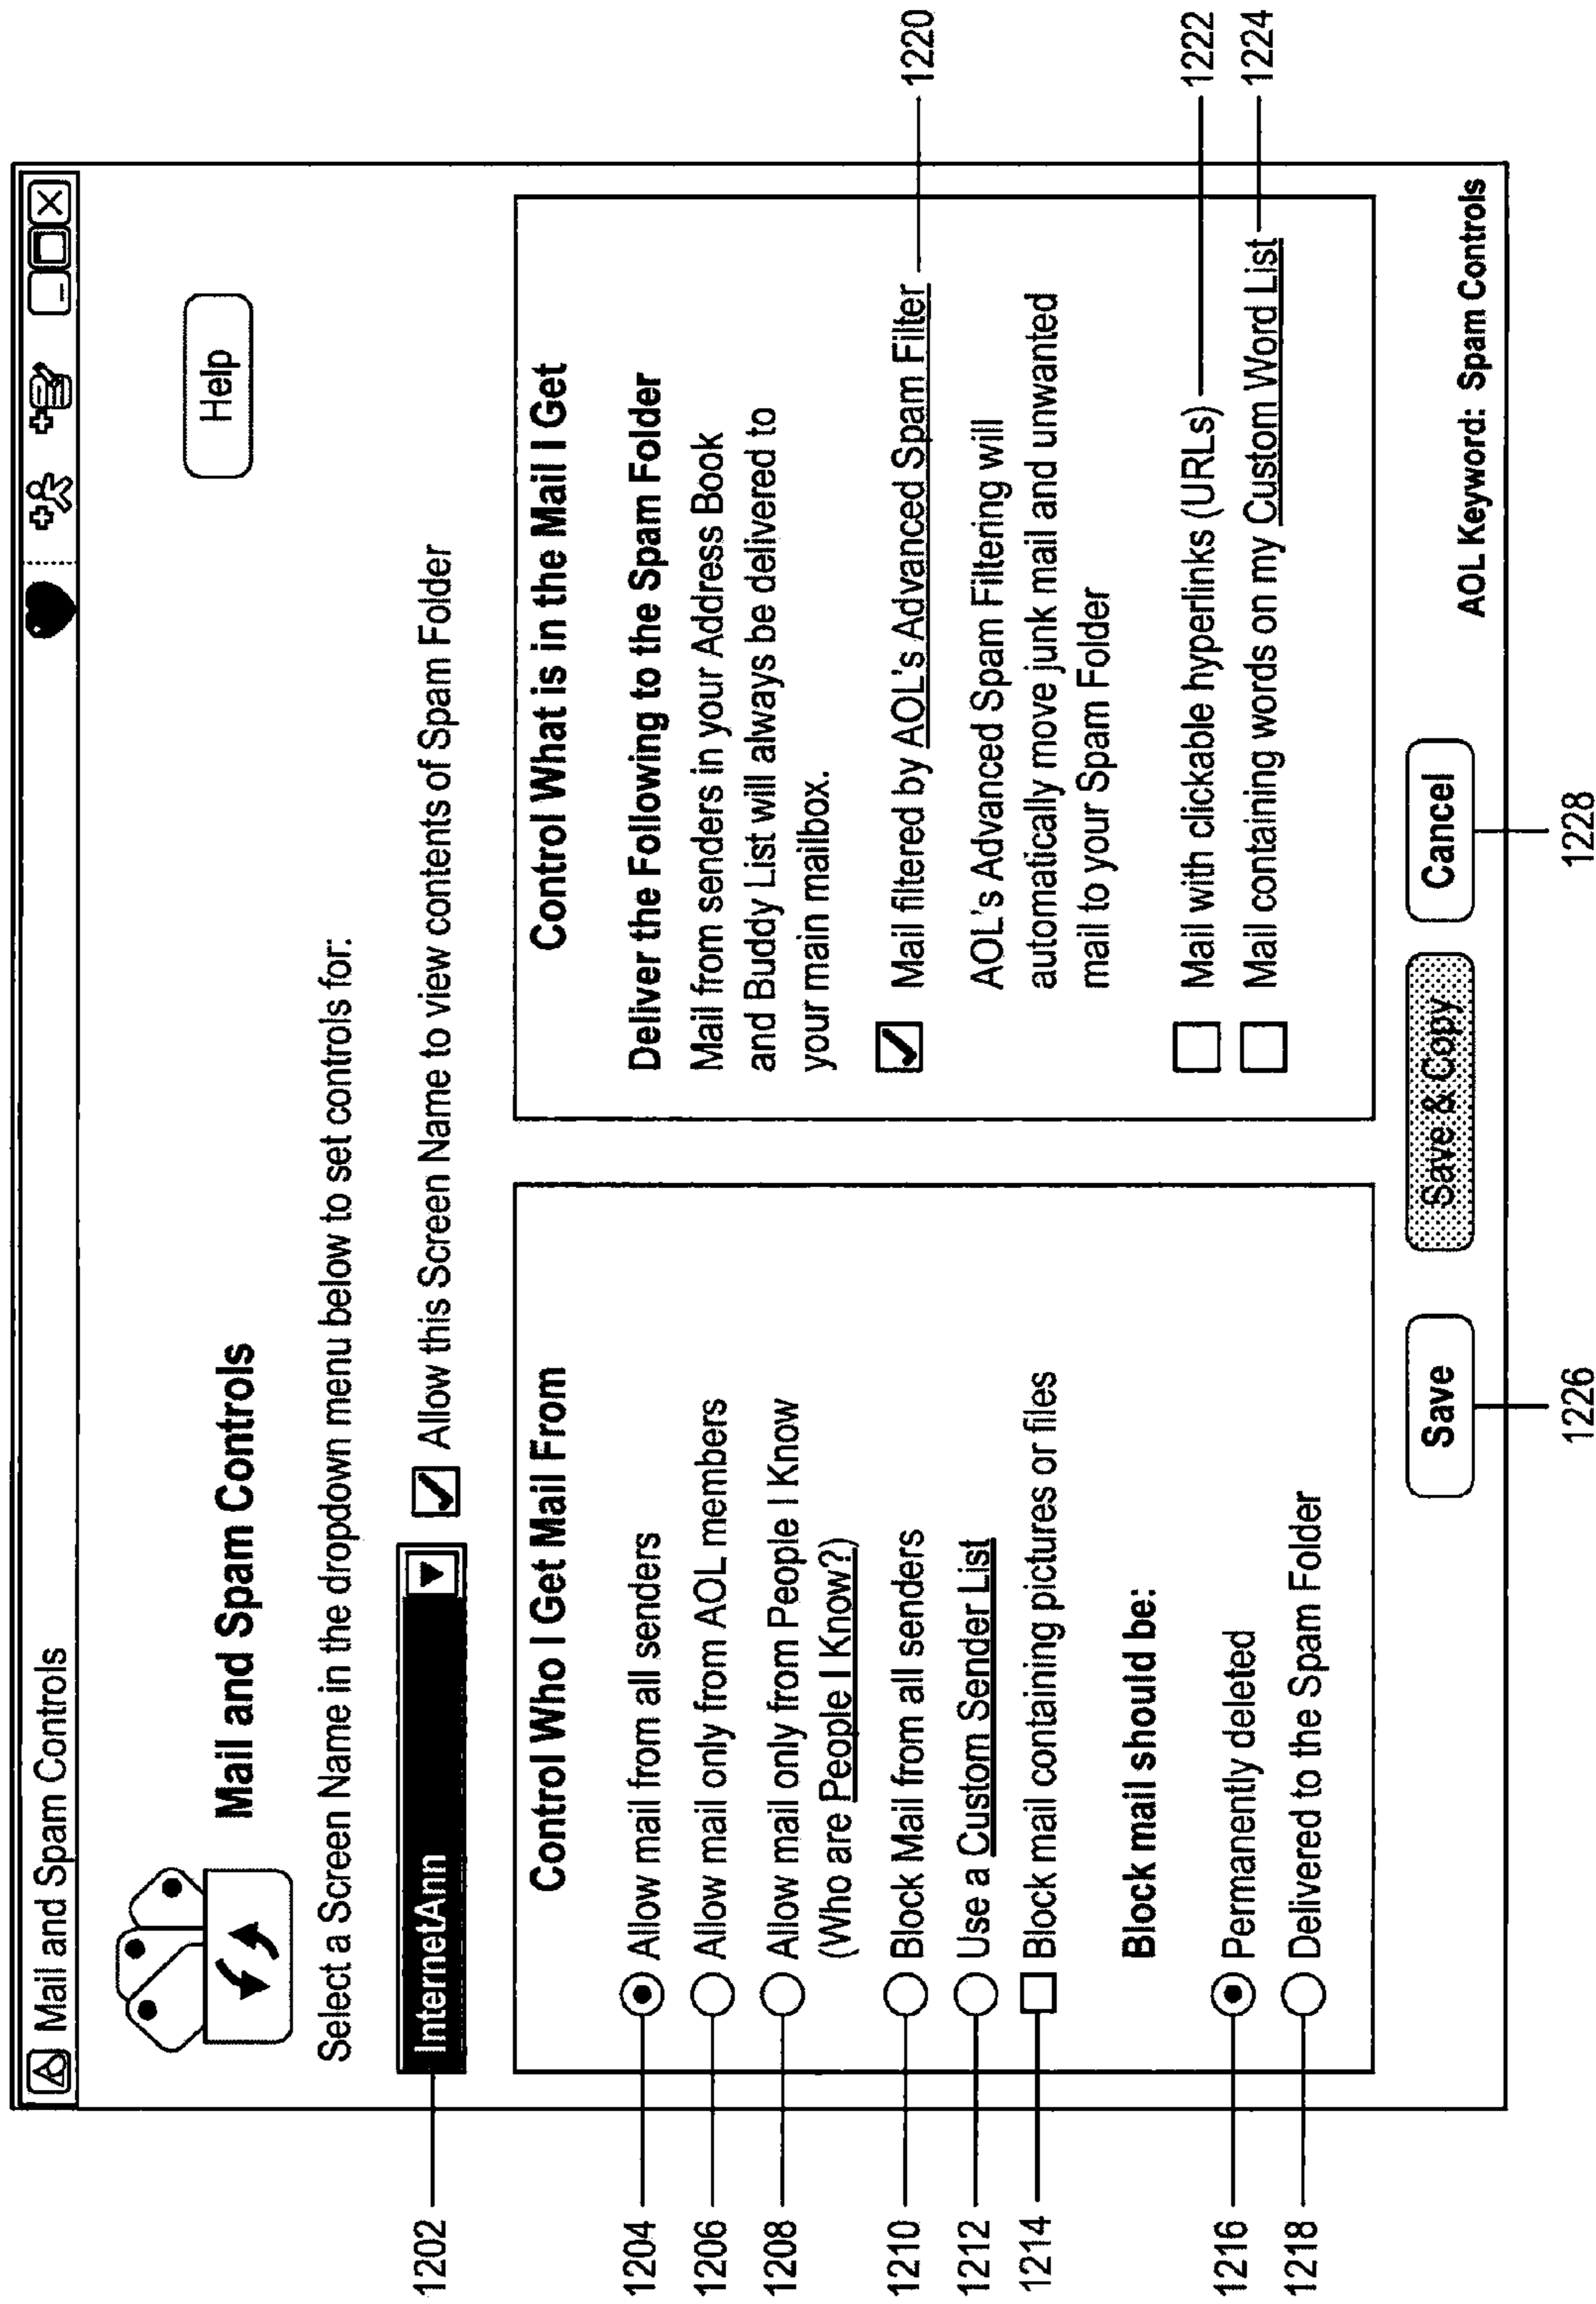 Mail and Spam Controls
Mail and Spam Controls
Help
Select a Screen Name in the dropdown menu below to set controls for:
1202
InternetAnn
Allow this Screen Name to view contents of Spam Folder
Control Who I Get Mail From
1204
Allow mail from all senders
1206
Allow mail only from AOL members
1208
Allow mail only from People I Know
(Who are People I Know?)
1210
Block Mail from all senders
1212
Use a Custom Sender List
1214
Block mail containing pictures or files
Block mail should be:
1216
Permanently deleted
1218
Delivered to the Spam Folder
Control What is in the Mail I Get
Deliver the Following to the Spam Folder
Mail from senders in your Address Book
and Buddy List will always be delivered to
your main mailbox.
Mail filtered by AOL's Advanced Spam Filter
1220
AOL's Advanced Spam Filtering will
automatically move junk mail and unwanted
mail to your Spam Folder
Mail with clickable hyperlinks (URLs)
1222
Mail containing words on my Custom Word List
1224
Save
Save & Copy
Cancel
AOL Keyword: Spam Controls
1226
1228